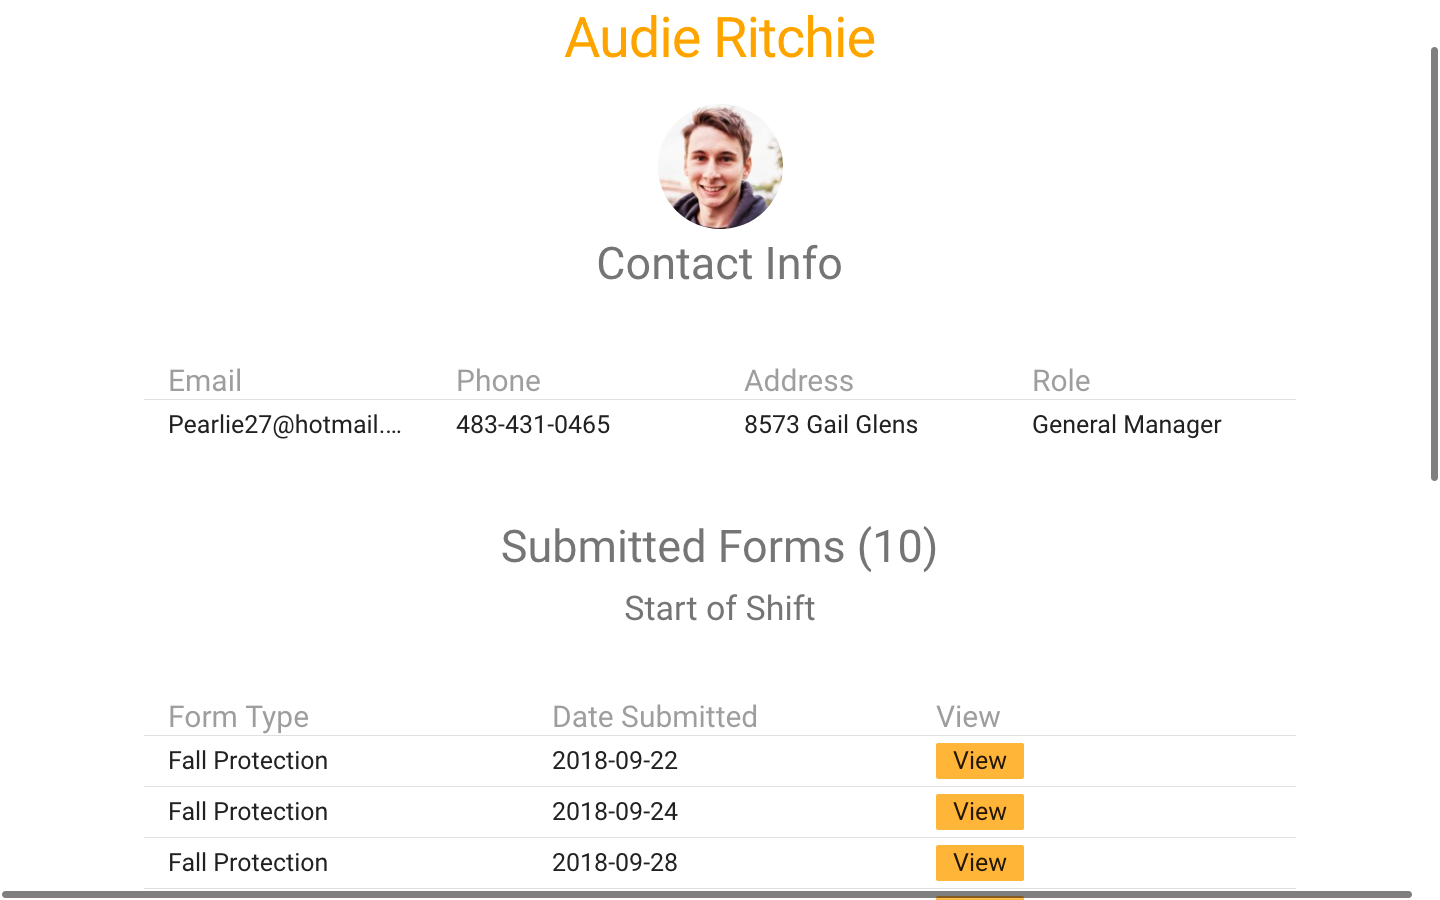 Audie Ritchie
Contact Info
Email Phone Address Role
Pearlie27@hotmail.... 483-431-0465 8573 Gail Glens General Manager
Submitted Forms (10)
Start of Shift
Form Type Date Submitted View
Fall Protection 2018-09-22 View
Fall Protection 2018-09-24 View
Fall Protection 2018-09-28 View